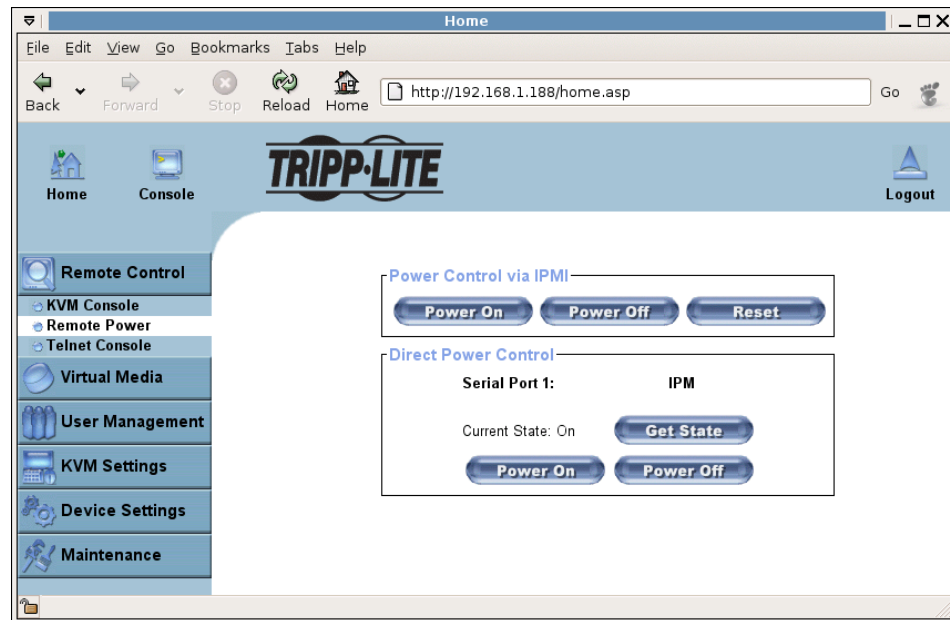 Home
File Edit View Go Bookmarks Tabs Help
Back Forward Stop Reload Home http://192.168.1.188/home.asp Go
Home Console TRIPP·LITE Logout
Remote Control
KVM Console
Remote Power
Telnet Console
Virtual Media
User Management
KVM Settings
Device Settings
Maintenance
Power Control via IPMI
Power On Power Off Reset
Direct Power Control
Serial Port 1: IPM
Current State: On Get State
Power On Power Off